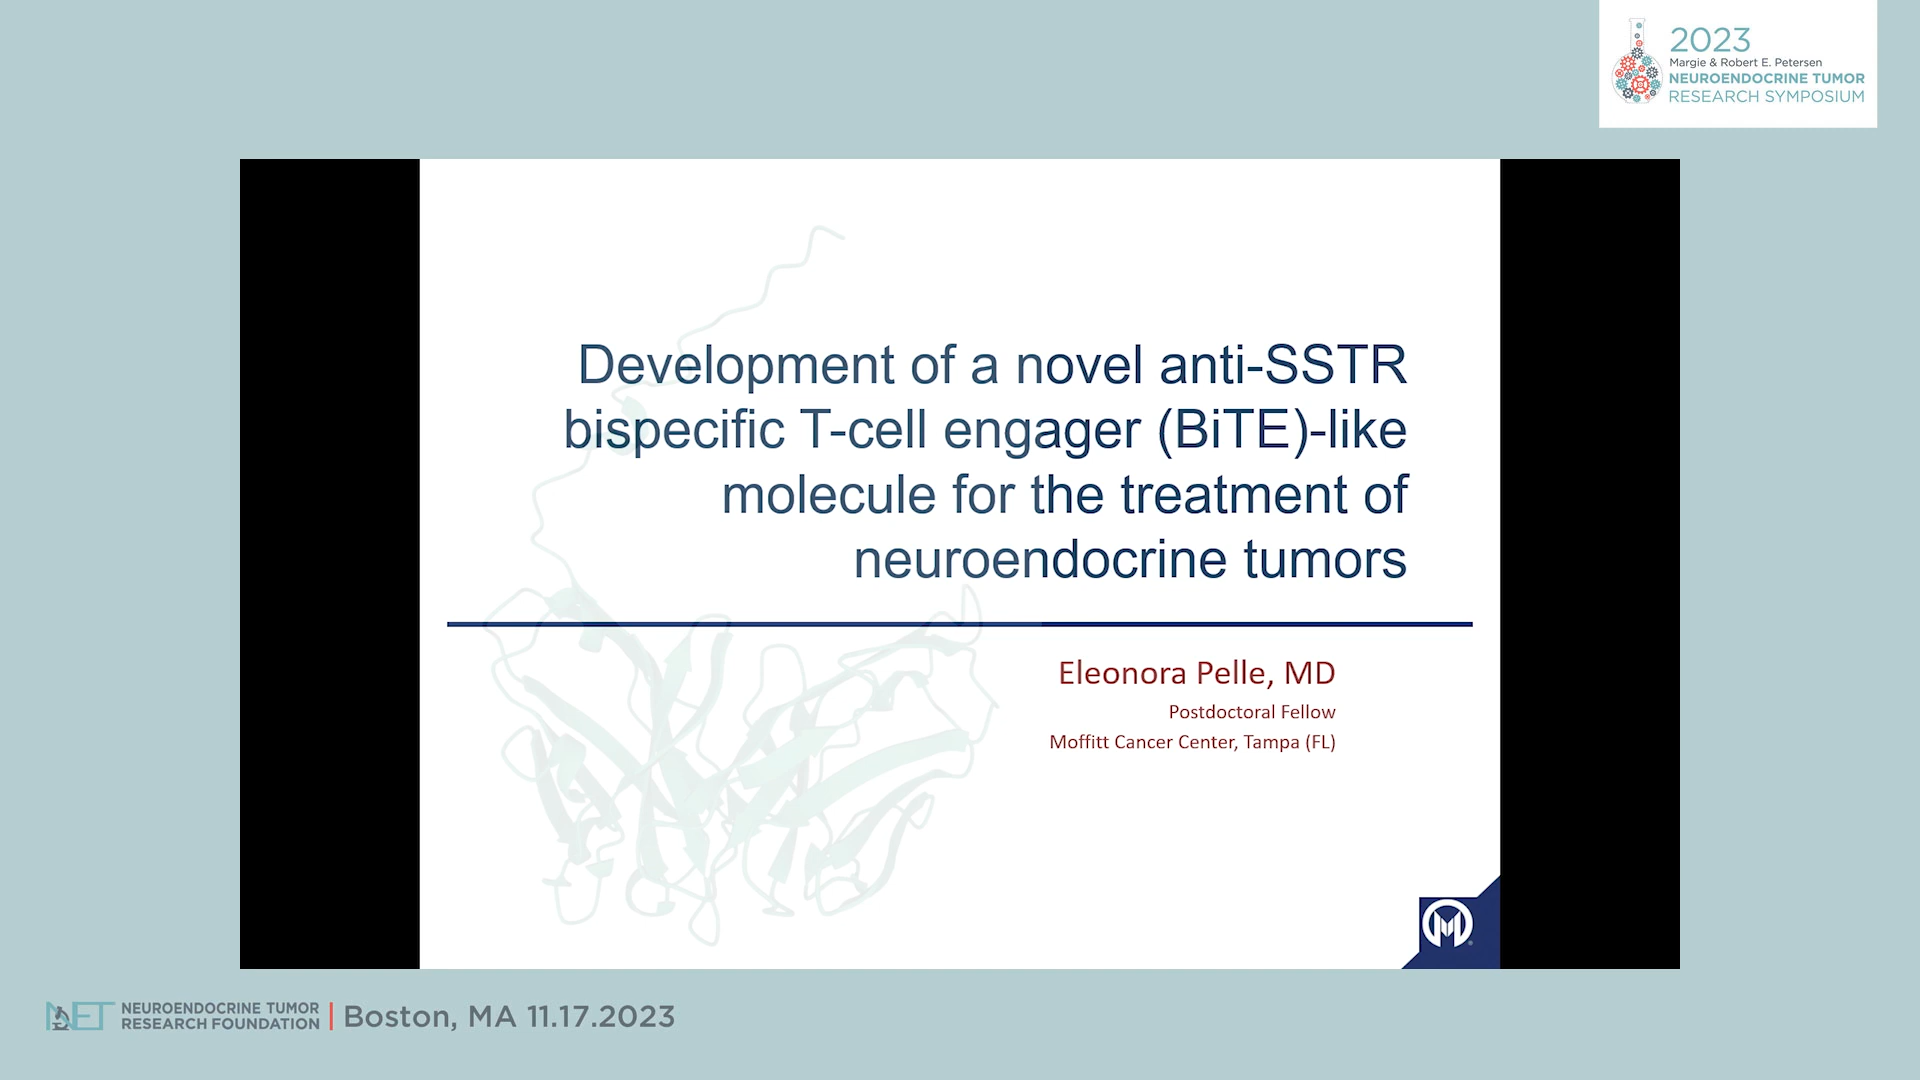 2023
Margie & Robert E. Petersen
NEUROENDOCRINE TUMOR
RESEARCH SYMPOSIUM
Development of a novel anti-SSTR
bispecific T-cell engager (BiTE)-like
molecule for the treatment of
neuroendocrine tumors
Eleonora Pelle, MD
Postdoctoral Fellow
Moffitt Cancer Center, Tampa (FL)
M
NET
NEUROENDOCRINE TUMOR
RESEARCH FOUNDATION
Boston, MA 11.17.2023